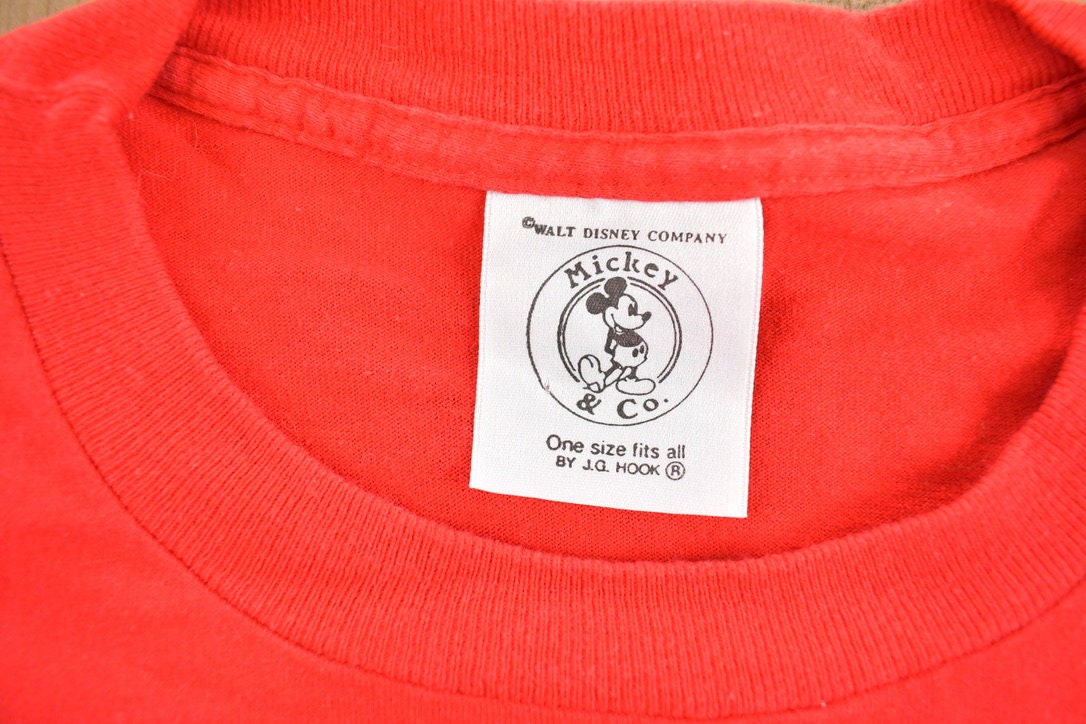 ©WALT DISNEY COMPANY
Mickey
& Co.
One size fits all
BY J.G. HOOK ®